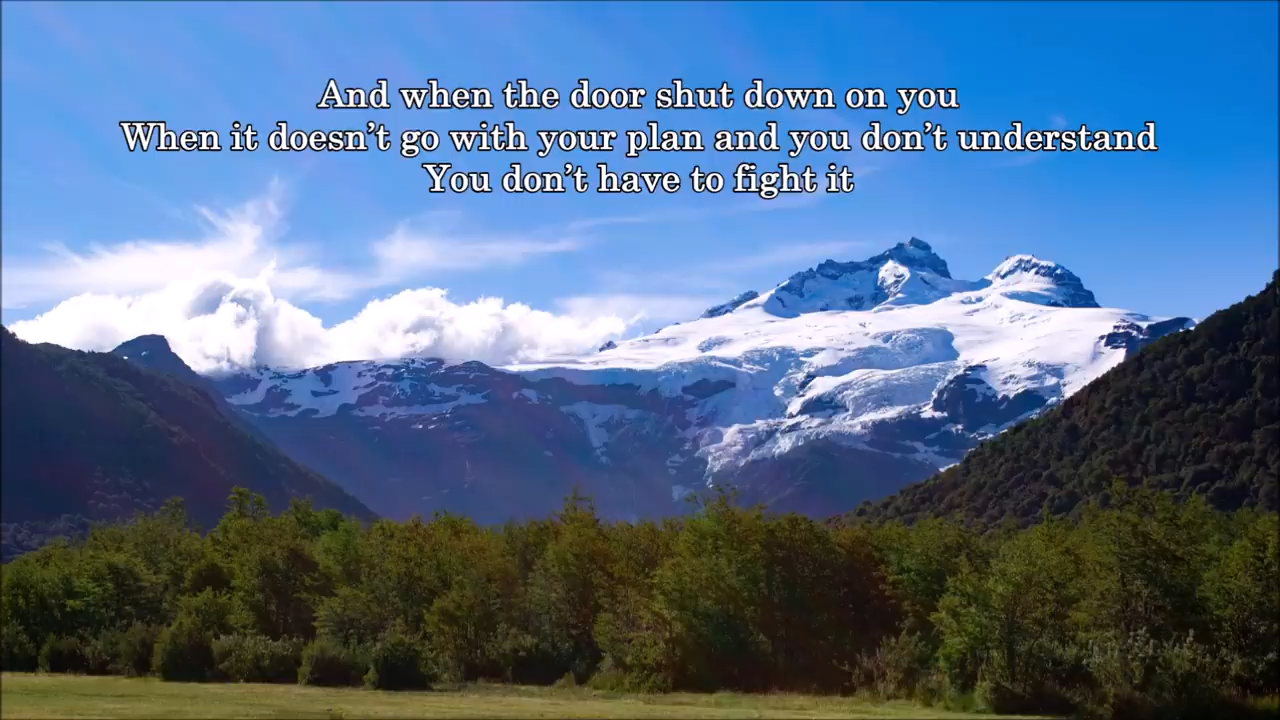 And when the door shut down on you
When it doesn’t go with your plan and you don’t understand
You don’t have to fight it